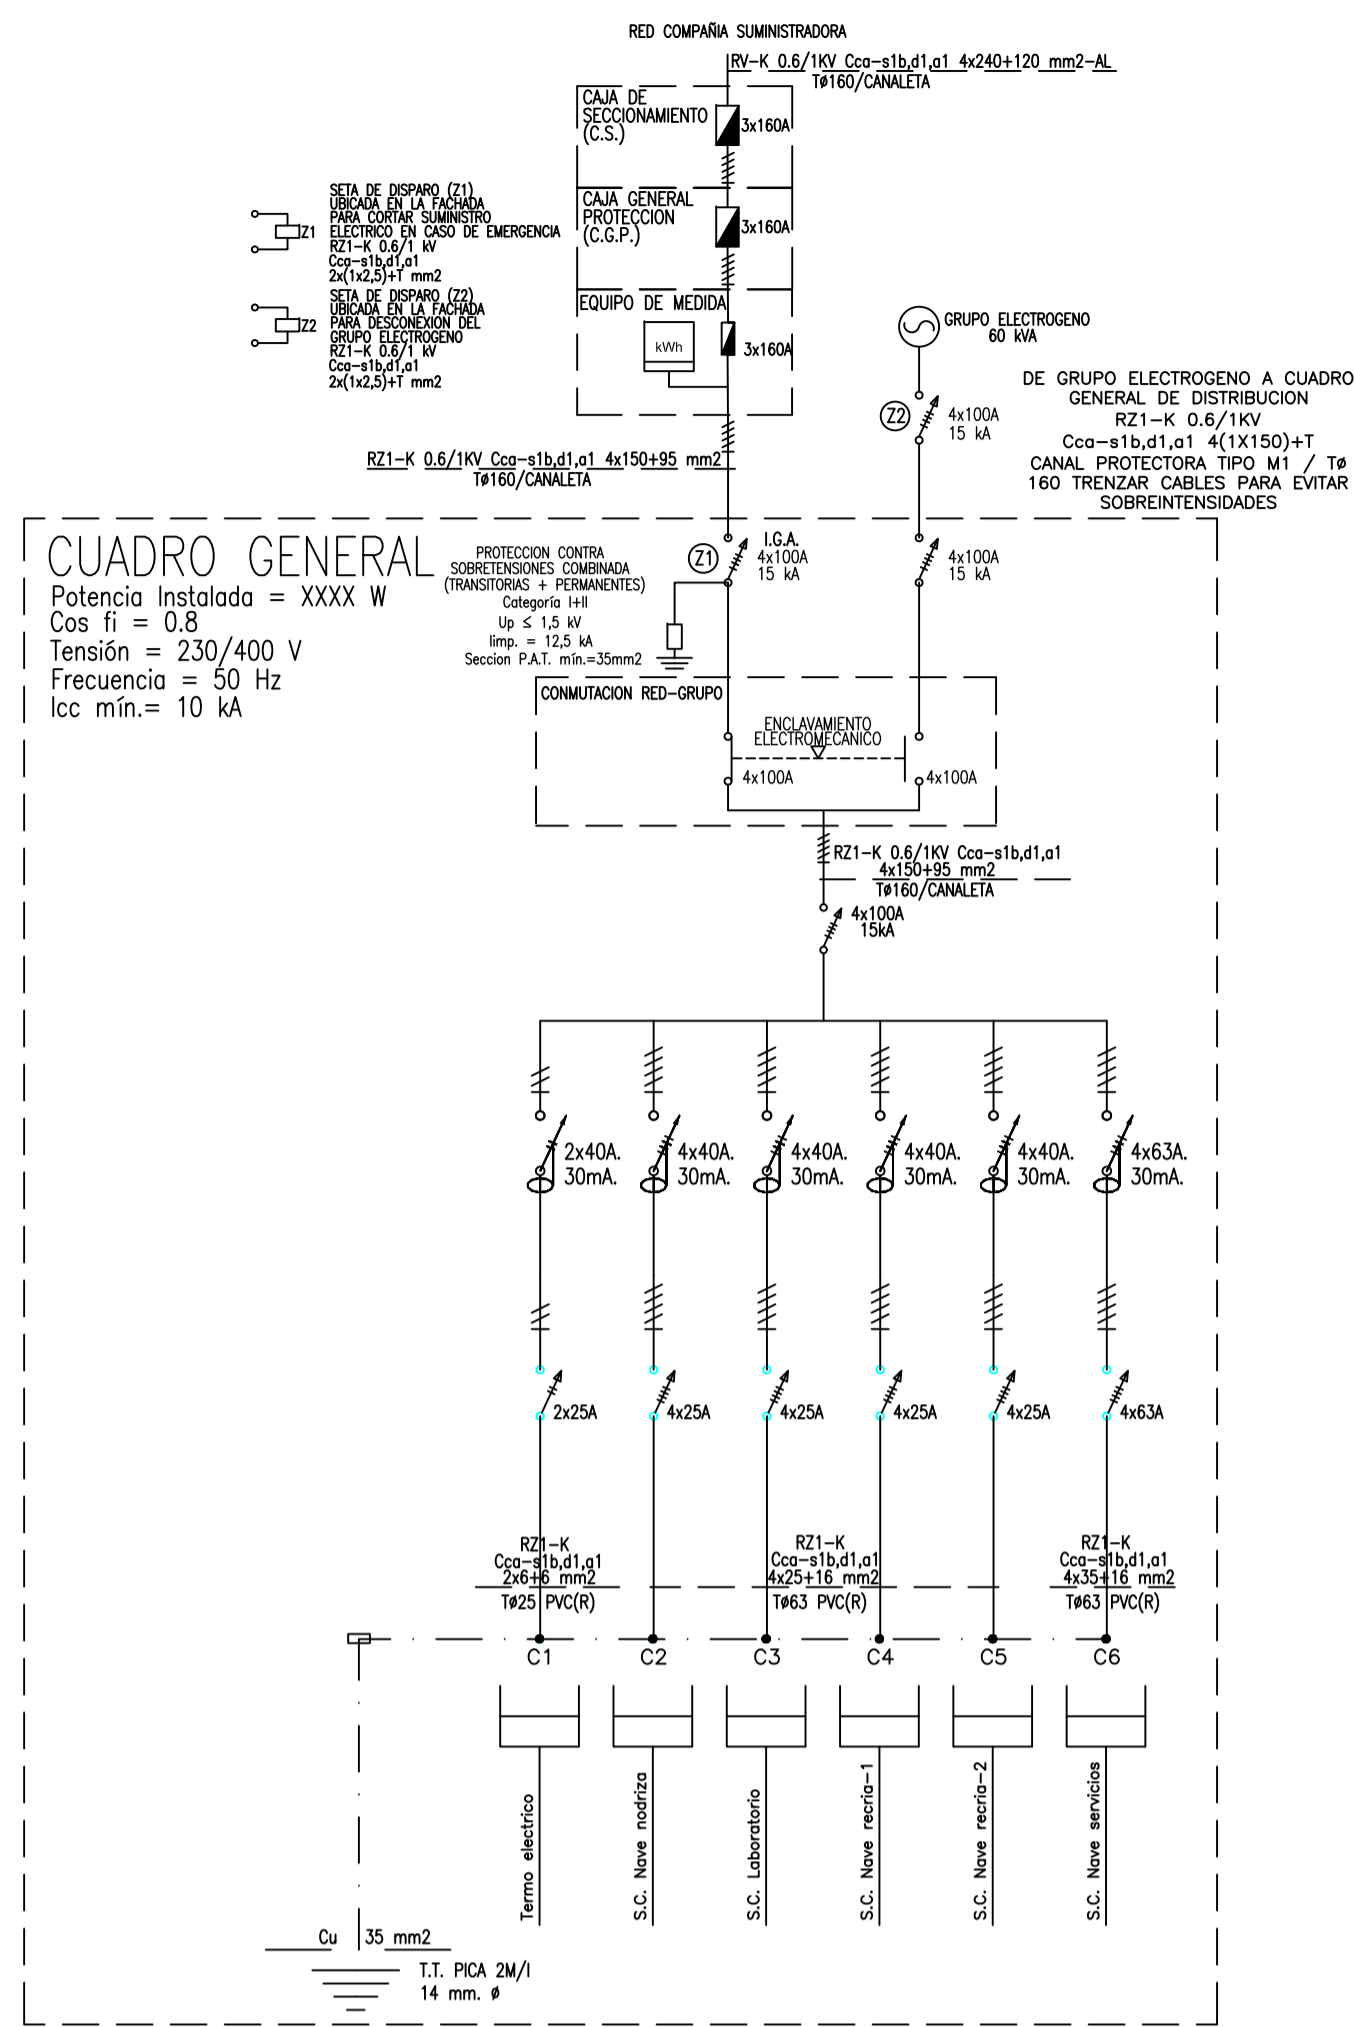 RED COMPAÑIA SUMINISTRADORA
RV-K 0.6/1KV Cca-s1b,d1,a1 4x240+120 mm2-AL
Tø160/CANALETA
CAJA DE
SECCIONAMIENTO
(C.S.)
3x160A
CAJA GENERAL
PROTECCION
(C.G.P.)
3x160A
EQUIPO DE MEDIDA
kWh
3x160A
Z1
SETA DE DISPARO (Z1)
UBICADA EN LA FACHADA
PARA CORTAR SUMINISTRO
ELECTRICO EN CASO DE EMERGENCIA
RZ1-K 0.6/1 kV
Cca-s1b,d1,a1
2x(1x2,5)+T mm2
Z2
SETA DE DISPARO (Z2)
UBICADA EN LA FACHADA
PARA DESCONEXION DEL
GRUPO ELECTROGENO
RZ1-K 0.6/1 kV
Cca-s1b,d1,a1
2x(1x2,5)+T mm2
GRUPO ELECTROGENO
60 kVA
Z2
4x100A
15 kA
DE GRUPO ELECTROGENO A CUADRO
GENERAL DE DISTRIBUCION
RZ1-K 0.6/1KV
Cca-s1b,d1,a1 4(1X150)+T
CANAL PROTECTORA TIPO M1 / Tø
160 TRENZAR CABLES PARA EVITAR
SOBREINTENSIDADES
RZ1-K 0.6/1KV Cca-s1b,d1,a1 4x150+95 mm2
Tø160/CANALETA
CUADRO GENERAL
Potencia Instalada = XXXX W
Cos fi = 0.8
Tensión = 230/400 V
Frecuencia = 50 Hz
Icc mín.= 10 kA
PROTECCION CONTRA
SOBRETENSIONES COMBINADA
(TRANSITORIAS + PERMANENTES)
Categoría I+II
Up ≤ 1,5 kV
Iimp. = 12,5 kA
Seccion P.A.T. mín.=35mm2
Z1
I.G.A.
4x100A
15 kA
4x100A
15 kA
CONMUTACION RED-GRUPO
ENCLAVAMIENTO
ELECTROMECANICO
4x100A
4x100A
RZ1-K 0.6/1KV Cca-s1b,d1,a1
4x150+95 mm2
Tø160/CANALETA
4x100A
15kA
2x40A.
30mA.
4x40A.
30mA.
4x40A.
30mA.
4x40A.
30mA.
4x40A.
30mA.
4x63A.
30mA.
2x25A
4x25A
4x25A
4x25A
4x25A
4x63A
RZ1-K
Cca-s1b,d1,a1
2x6+6 mm2
Tø25 PVC(R)
RZ1-K
Cca-s1b,d1,a1
4x25+16 mm2
Tø63 PVC(R)
RZ1-K
Cca-s1b,d1,a1
4x35+16 mm2
Tø63 PVC(R)
C1
C2
C3
C4
C5
C6
Termo electrico
S.C. Nave nodriza
S.C. Laboratorio
S.C. Nave recria-1
S.C. Nave recria-2
S.C. Nave servicios
Cu 35 mm2
T.T. PICA 2M/l
14 mm. ø